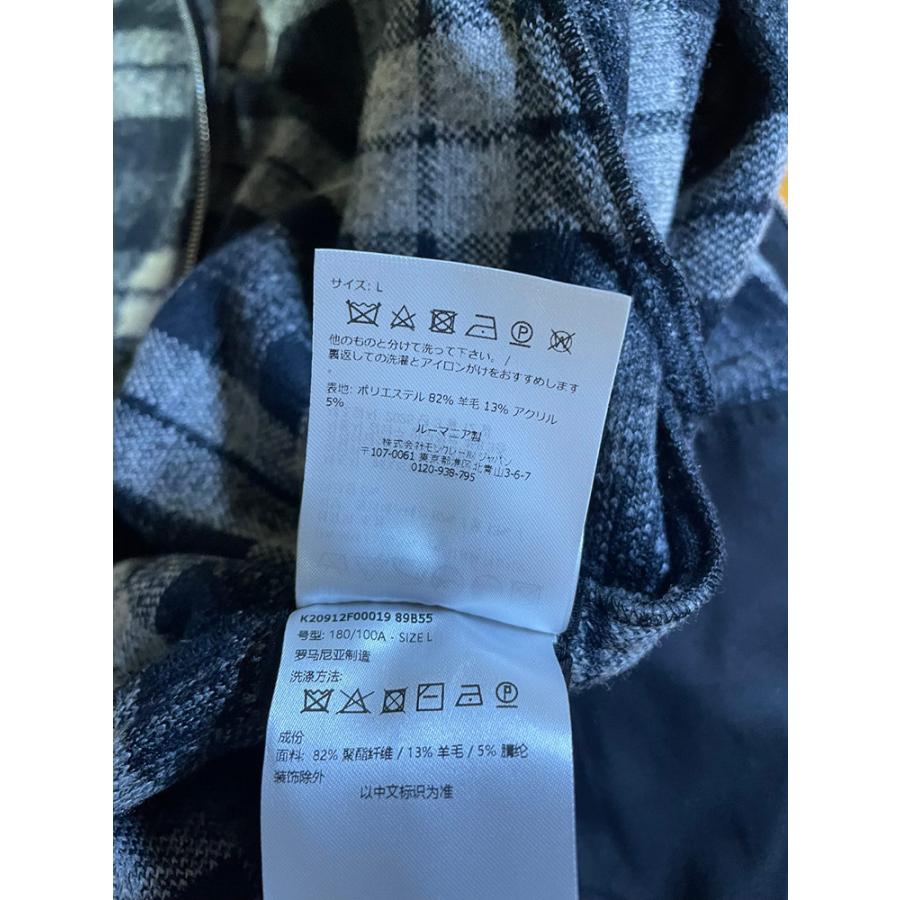 サイズ: L
他のものと分けて洗って下さい。/
裏返しての洗濯とアイロンがけをおすすめします
。
表地: ポリエステル 82% 羊毛 13% アクリル
5%
ルーマニア製
株式会社モンクレール ジャパン
〒107-0061 東京都港区北青山3-6-7
0120-938-795
K20912F00019 89B55
号型: 180/100A - SIZE L
罗马尼亚制造
洗涤方法:
P
成份
面料: 82% 聚酯纤维 / 13% 羊毛 / 5% 腈纶
装饰除外
以中文标识为准